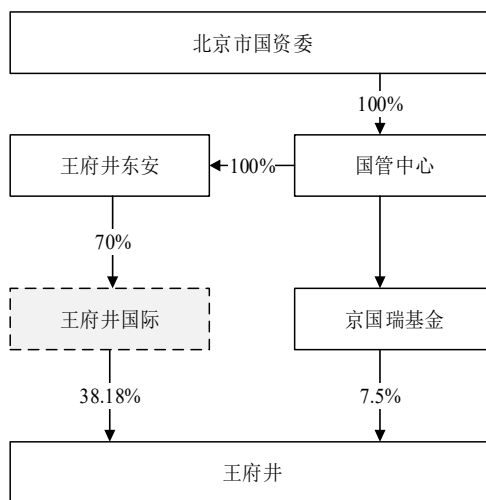 北京市国资委
100%
王府井东安
100%
国管中心
70%
王府井国际
京国瑞基金
38.18%
7.5%
王府井